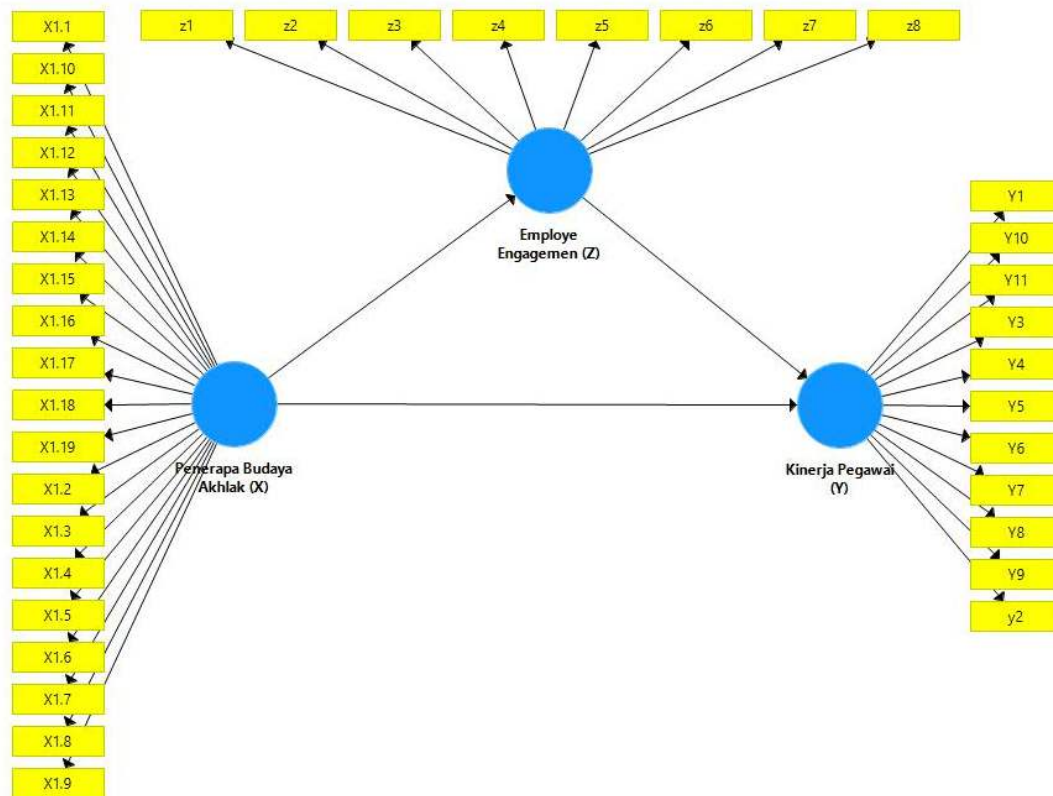 X1.1
z1
z2
z3
z4
z5
z6
z7
z8
X1.10
X1.11
X1.12
X1.13
X1.14
X1.15
X1.16
X1.17
X1.18
X1.19
X1.2
X1.3
X1.4
X1.5
X1.6
X1.7
X1.8
X1.9
Employe
Engagemen (Z)
Penerapa Budaya
Akhlak (X)
Kinerja Pegawai
(Y)
Y1
Y10
Y11
Y3
Y4
Y5
Y6
Y7
Y8
Y9
y2